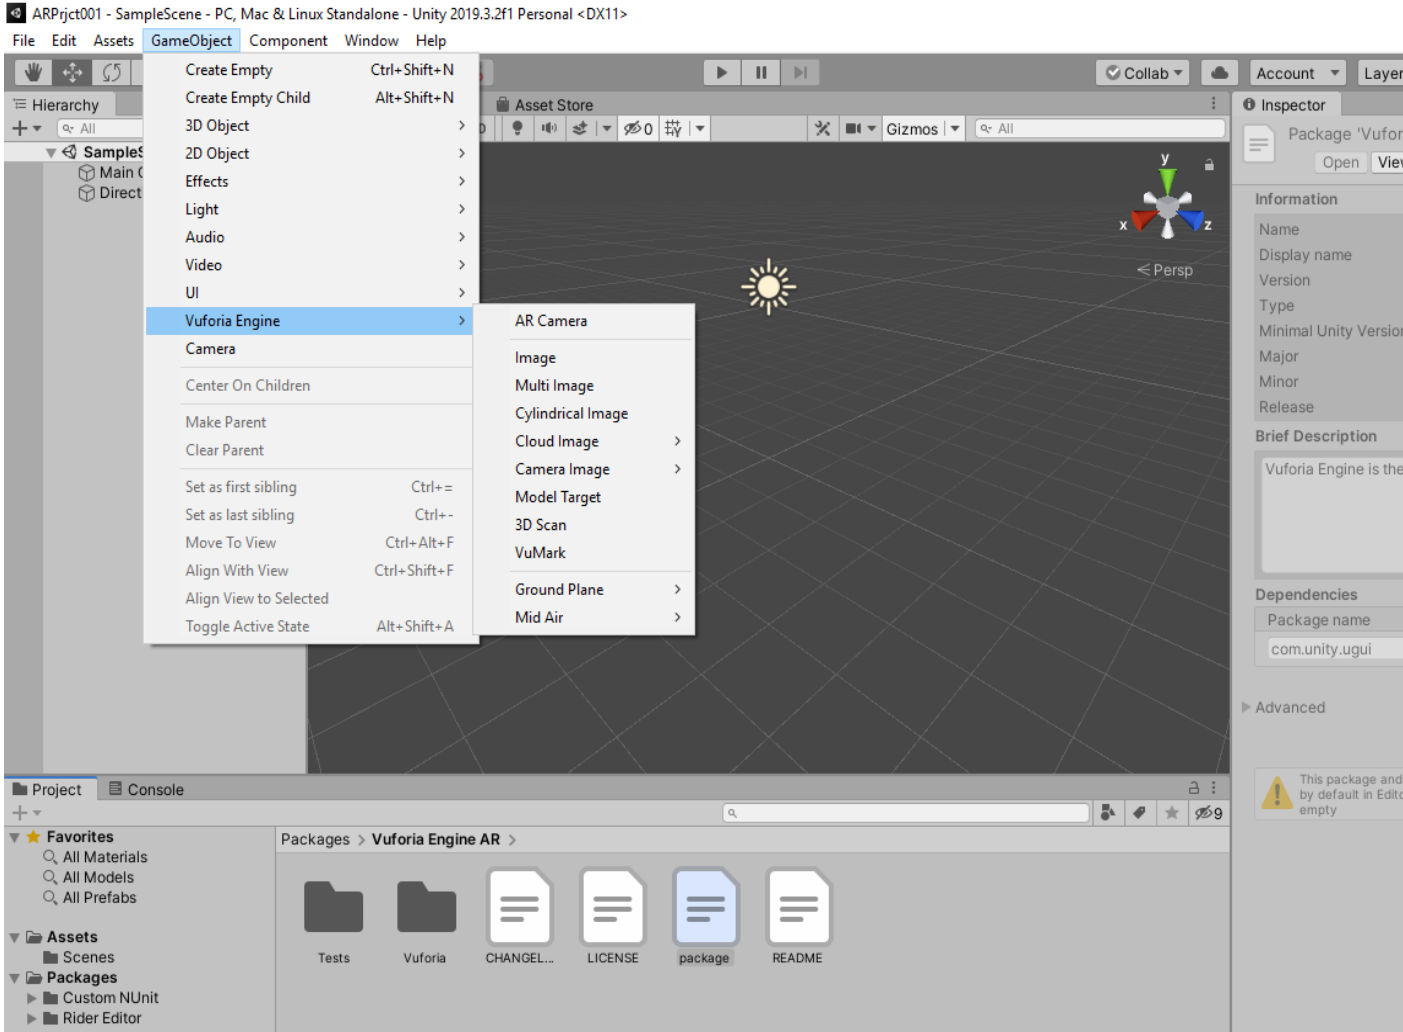 ARPrjct001 - SampleScene - PC, Mac & Linux Standalone - Unity 2019.3.2f1 Personal <DX11>
File Edit Assets GameObject Component Window Help
Collab Account Layer
Hierarchy
All
SampleS
Main C
Direct
Create Empty Ctrl+Shift+N
Create Empty Child Alt+Shift+N
3D Object
2D Object
Effects
Light
Audio
Video
UI
Vuforia Engine
Camera
Center On Children
Make Parent
Clear Parent
Set as first sibling Ctrl+=
Set as last sibling Ctrl+-
Move To View Ctrl+Alt+F
Align With View Ctrl+Shift+F
Align View to Selected
Toggle Active State Alt+Shift+A
AR Camera
Image
Multi Image
Cylindrical Image
Cloud Image
Camera Image
Model Target
3D Scan
VuMark
Ground Plane
Mid Air
Asset Store
0 Gizmos All
y
x z
Persp
Inspector
Package 'Vufor
Open View
Information
Name
Display name
Version
Type
Minimal Unity Version
Major
Minor
Release
Brief Description
Vuforia Engine is the
Dependencies
Package name
com.unity.ugui
Advanced
This package and
by default in Edito
empty
Project Console
9
Favorites
All Materials
All Models
All Prefabs
Assets
Scenes
Packages
Custom NUnit
Rider Editor
Packages > Vuforia Engine AR >
Tests Vuforia CHANGEL... LICENSE package README